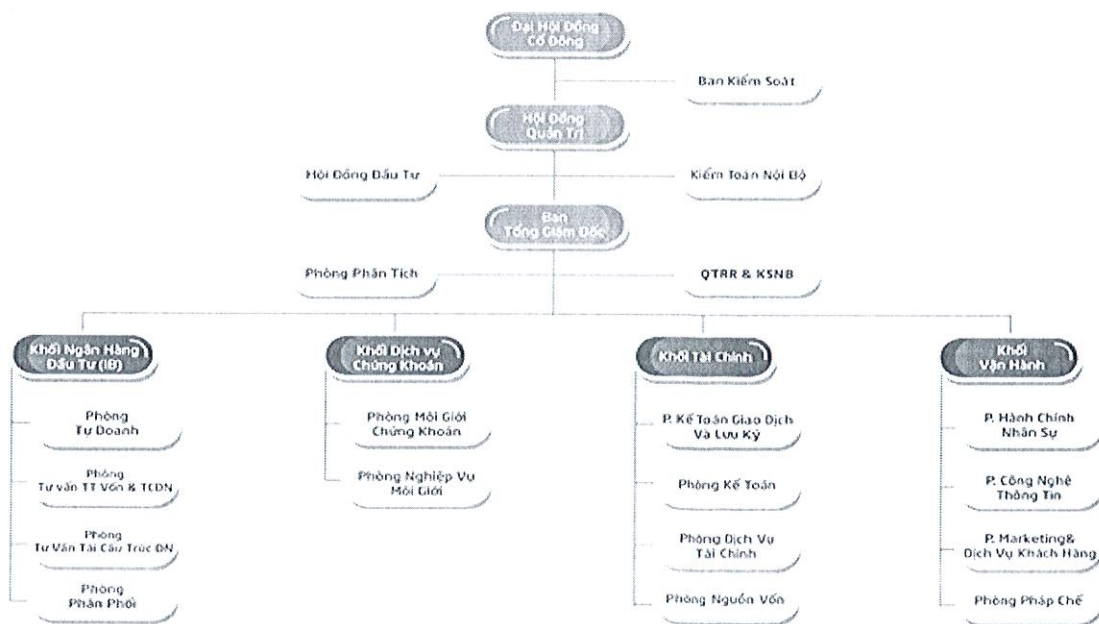 Đại Hội Đồng
Cổ Đông
Ban Kiểm Soát
Hội Đồng
Quản Trị
Hội Đồng Đầu Tư
Kiểm Toán Nội Bộ
Ban
Tổng Giám Đốc
Phòng Phân Tích
QTRR & KSNB
Khối Ngân Hàng
Đầu Tư (IB)
Khối Dịch vụ
Chứng Khoán
Khối Tài Chính
Khối
Vận Hành
Phòng
Tự Doanh
Phòng
Tư vấn TT Vốn & TCDN
Phòng
Tư Vấn Tái Cấu Trúc DN
Phòng
Phân Phối
Phòng Môi Giới
Chứng Khoán
Phòng Nghiệp Vụ
Môi Giới
P. Kế Toán Giao Dịch
Và Lưu Ký
Phòng Kế Toán
Phòng Dịch Vụ
Tài Chính
Phòng Nguồn Vốn
P. Hành Chính
Nhân Sự
P. Công Nghệ
Thông Tin
P. Marketing&
Dịch Vụ Khách Hàng
Phòng Pháp Chế